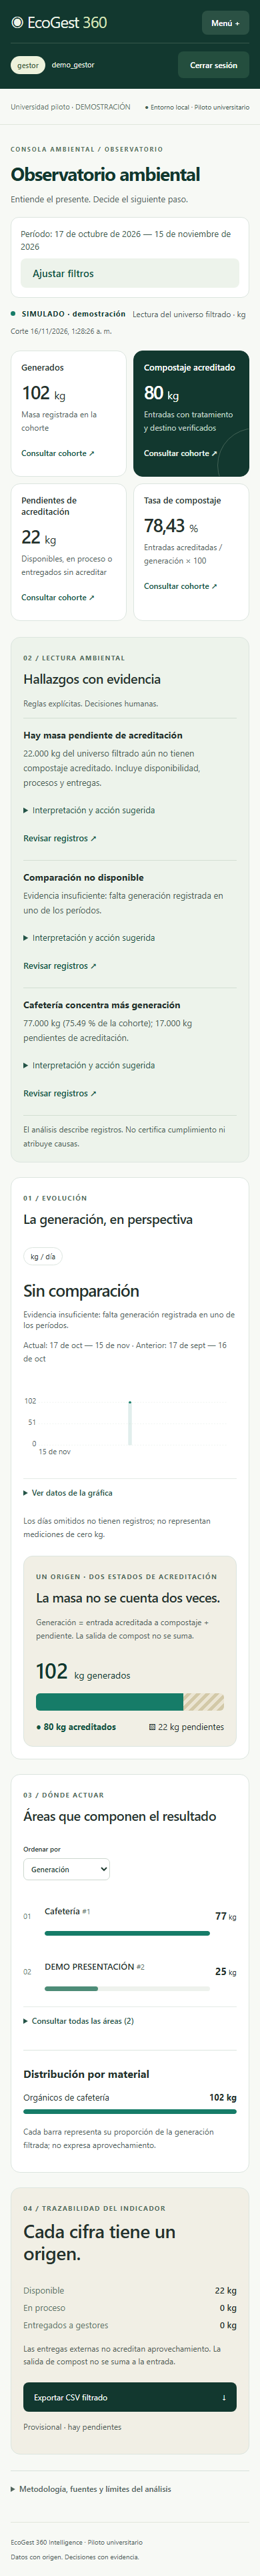 EcoGest 360
Menú +
gestor
demo_gestor
Cerrar sesión
Universidad piloto · DEMOSTRACIÓN
● Entorno local · Piloto universitario
CONSOLA AMBIENTAL / OBSERVATORIO
Observatorio ambiental
Entiende el presente. Decide el siguiente paso.
Período: 17 de octubre de 2026 — 15 de noviembre de
2026
Ajustar filtros
SIMULADO · demostración
Lectura del universo filtrado · kg
Corte 16/11/2026, 1:28:26 a. m.
Generados
102 kg
Masa registrada en la
cohorte
Consultar cohorte ↗
Compostaje acreditado
80 kg
Entradas con tratamiento
y destino verificados
Consultar cohorte ↗
Pendientes de
acreditación
22 kg
Disponibles, en proceso o
entregados sin acreditar
Consultar cohorte ↗
Tasa de compostaje
78,43 %
Entradas acreditadas /
generación × 100
Consultar cohorte ↗
02 / LECTURA AMBIENTAL
Hallazgos con evidencia
Reglas explícitas. Decisiones humanas.
Hay masa pendiente de acreditación
22.000 kg del universo filtrado aún no tienen
compostaje acreditado. Incluye disponibilidad,
procesos y entregas.
▶ Interpretación y acción sugerida
Revisar registros ↗
Comparación no disponible
Evidencia insuficiente: falta generación registrada en
uno de los períodos.
▶ Interpretación y acción sugerida
Revisar registros ↗
Cafetería concentra más generación
77.000 kg (75.49 % de la cohorte); 17.000 kg
pendientes de acreditación.
▶ Interpretación y acción sugerida
Revisar registros ↗
El análisis describe registros. No certifica cumplimiento ni
atribuye causas.
01 / EVOLUCIÓN
La generación, en perspectiva
kg / día
Sin comparación
Evidencia insuficiente: falta generación registrada en uno de
los períodos.
Actual: 17 de oct — 15 de nov · Anterior: 17 de sept — 16
de oct
102
51
0
15 de nov
▶ Ver datos de la gráfica
Los días omitidos no tienen registros; no representan
mediciones de cero kg.
UN ORIGEN · DOS ESTADOS DE ACREDITACIÓN
La masa no se cuenta dos veces.
Generación = entrada acreditada a compostaje +
pendiente. La salida de compost no se suma.
102 kg generados
● 80 kg acreditados
▨ 22 kg pendientes
03 / DÓNDE ACTUAR
Áreas que componen el resultado
Ordenar por
Generación
01 Cafetería #1 77 kg
02 DEMO PRESENTACIÓN #2 25 kg
▶ Consultar todas las áreas (2)
Distribución por material
Orgánicos de cafetería 102 kg
Cada barra representa su proporción de la generación
filtrada; no expresa aprovechamiento.
04 / TRAZABILIDAD DEL INDICADOR
Cada cifra tiene un
origen.
Disponible 22 kg
En proceso 0 kg
Entregados a gestores 0 kg
Las entregas externas no acreditan aprovechamiento. La
salida de compost no se suma a la entrada.
Exportar CSV filtrado ↓
Provisional · hay pendientes
▶ Metodología, fuentes y límites del análisis
EcoGest 360 Intelligence · Piloto universitario
Datos con origen. Decisiones con evidencia.